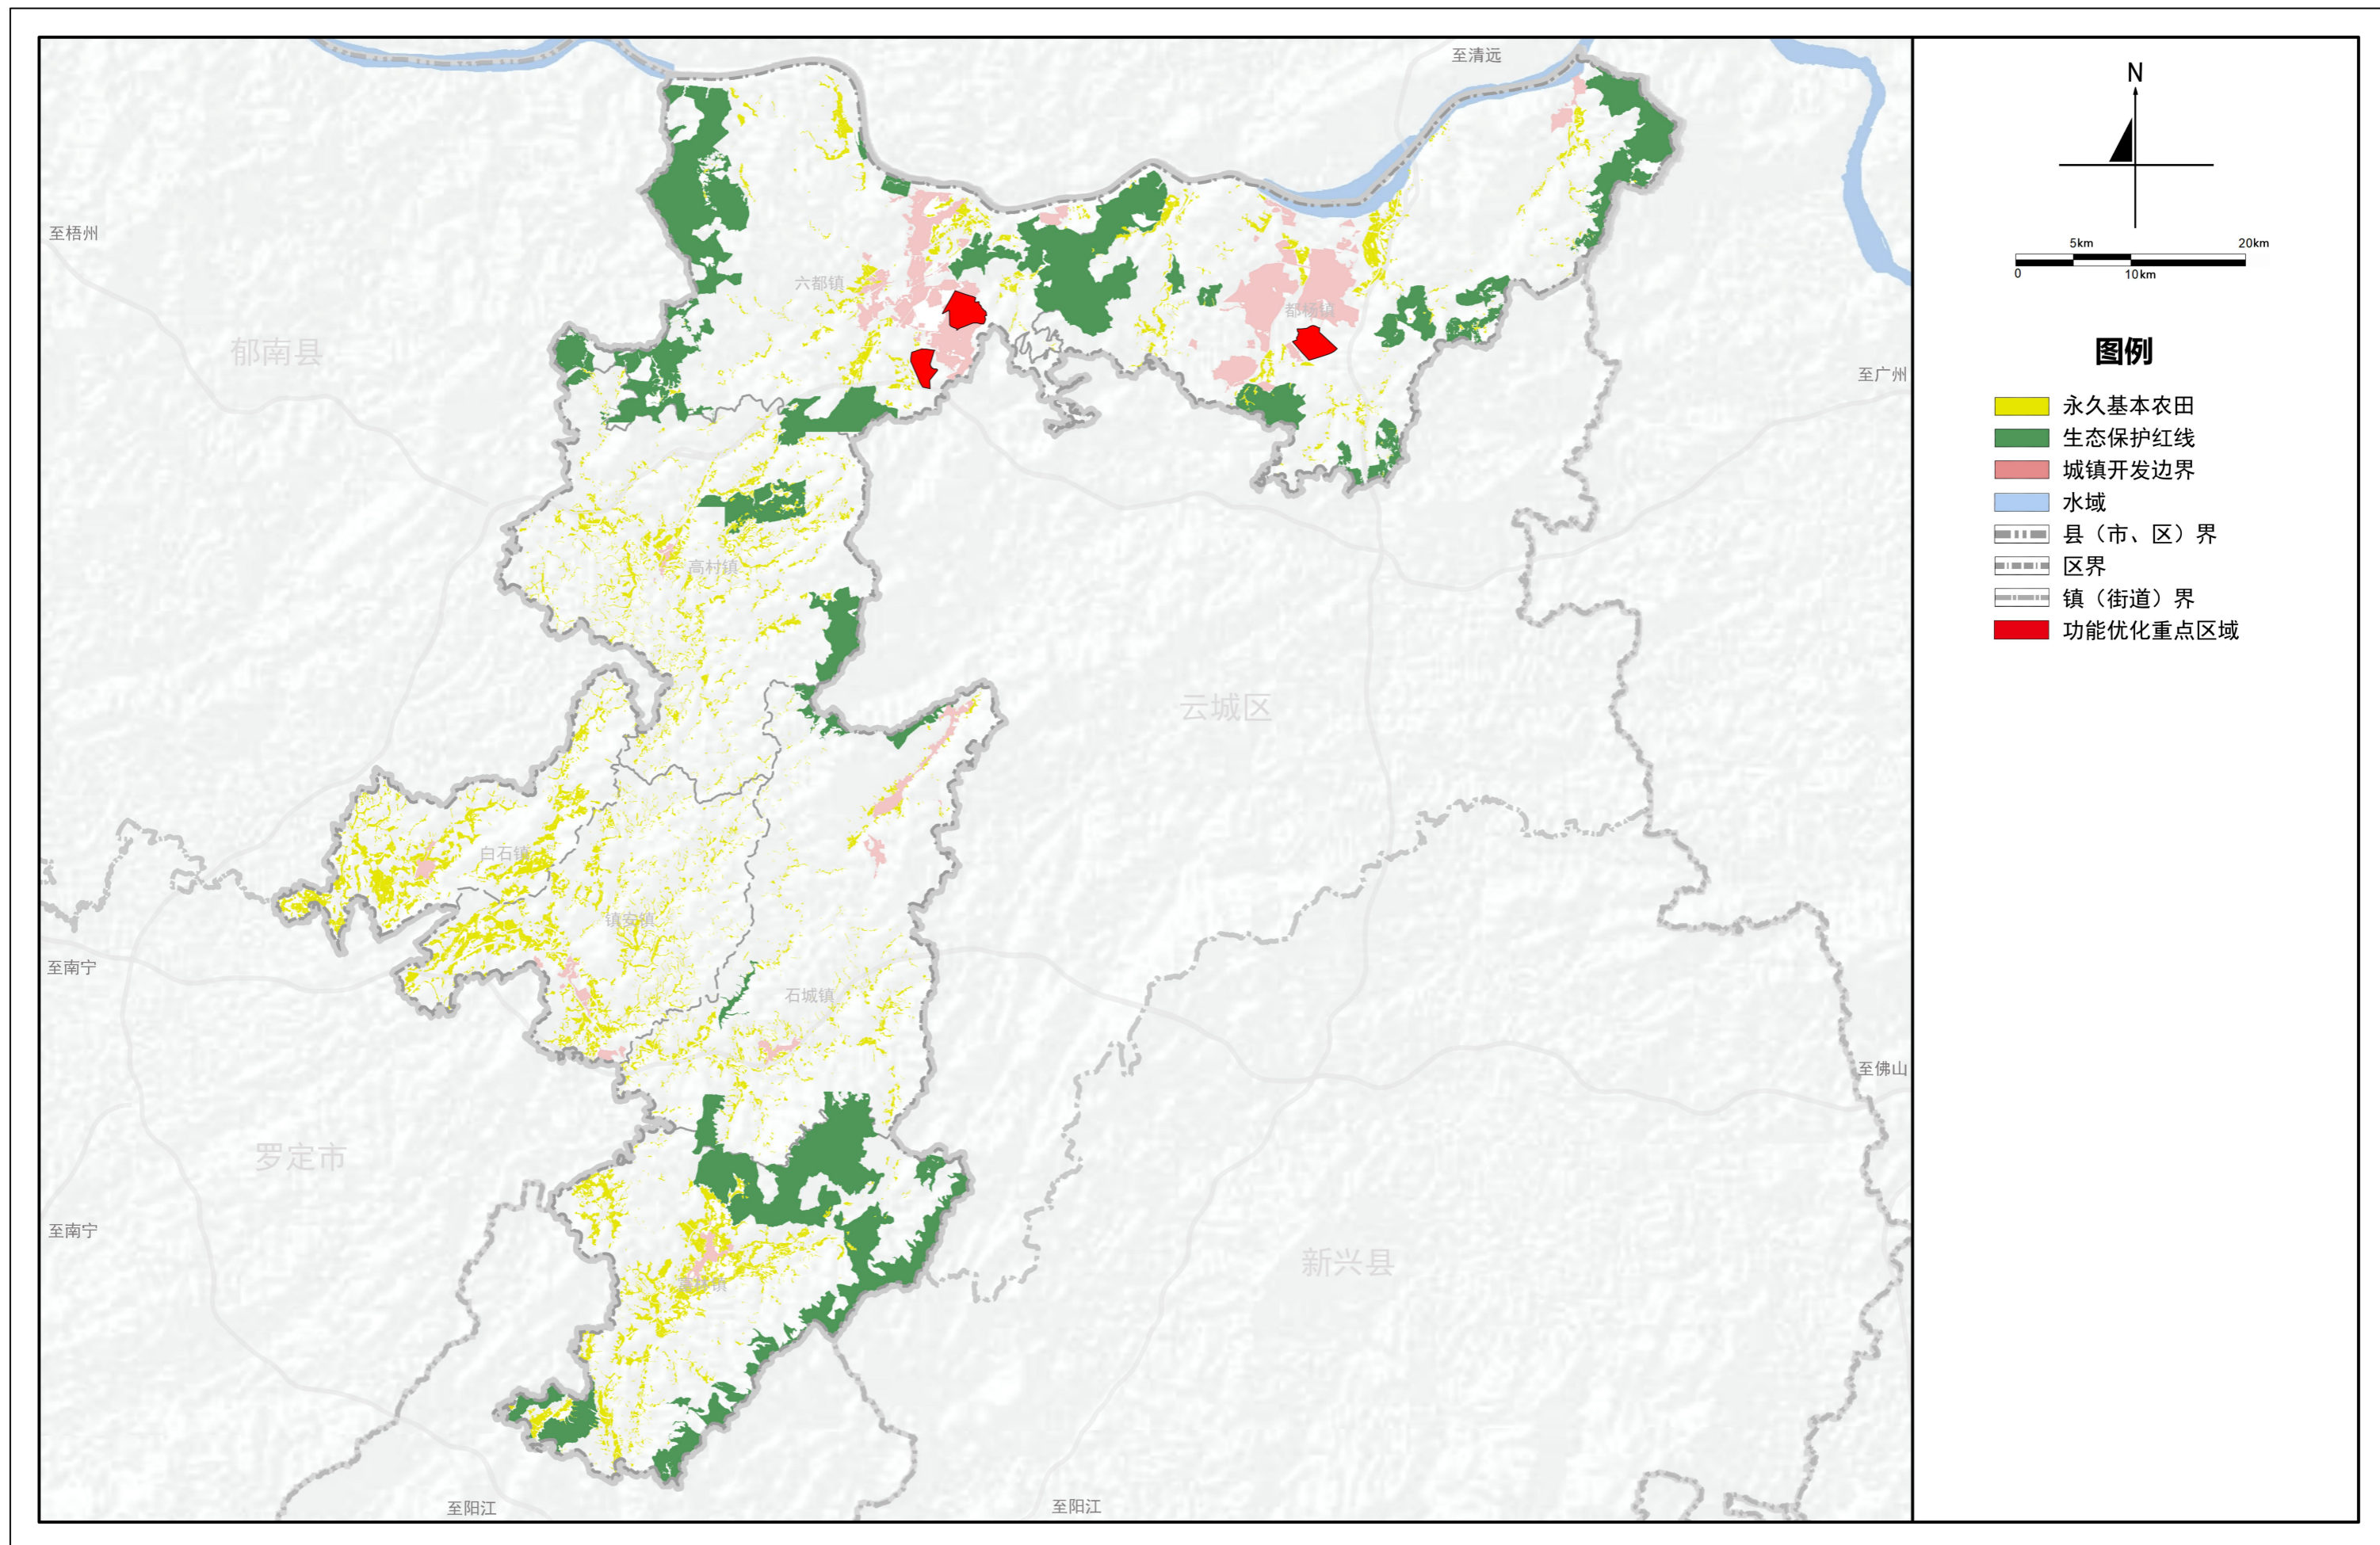 至清远
N
至梧州
5km
20km
0
10km
六都镇
都杨镇
图例
郁南县
至广州
永久基本农田
生态保护红线
城镇开发边界
水域
县（市、区）界
区界
镇（街道）界
功能优化重点区域
高村镇
云城区
白石镇
镇安镇
至南宁
石城镇
至佛山
罗定市
至南宁
新兴县
富林镇
至阳江
至阳江